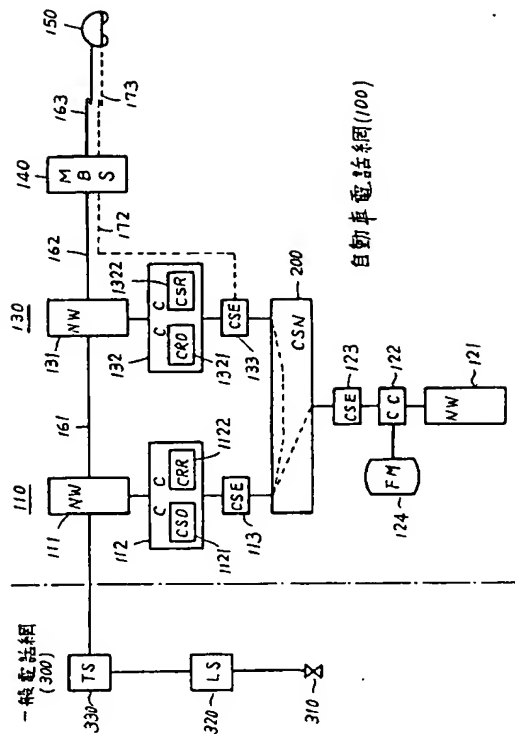 一般電話網
(300)
110
130
140
150
TS
330
NW
111
161
NW
131
162
M
B
S
163
172
173
LS
320
C C
112
CSO
1121
CRR
1122
C C
132
CRO
1321
CSR
1322
310
CSE
113
CSE
133
CSN
200
CSE
123
CC
122
FM
124
NW
121
自動車電話網(100)